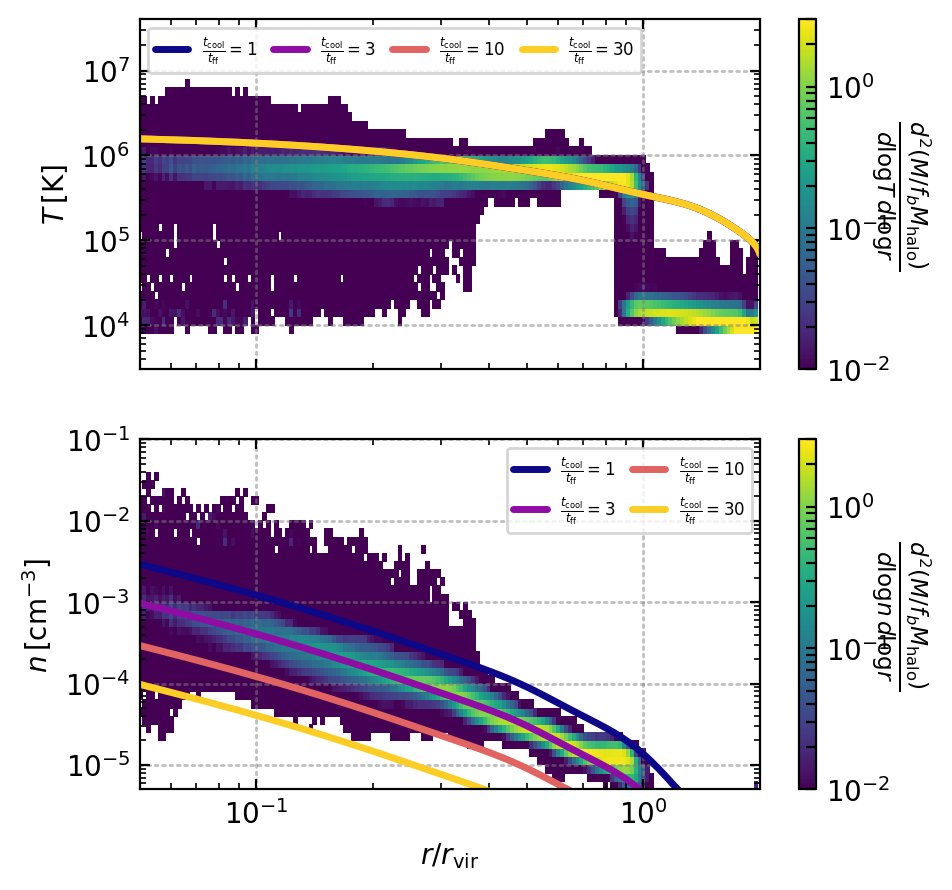 t_cool/t_ff = 1 t_cool/t_ff = 3 t_cool/t_ff = 10 t_cool/t_ff = 30
10^7
10^6
10^5
10^4
T [K]
10^0
10^−1
10^−2
d^2(M/f_b M_halo)
dlogT dlogr
t_cool/t_ff = 1 t_cool/t_ff = 10
t_cool/t_ff = 3 t_cool/t_ff = 30
10^−1
10^−2
10^−3
10^−4
10^−5
n [cm^−3]
10^−1 10^0
r/r_vir
10^0
10^−1
10^−2
d^2(M/f_b M_halo)
dlogn dlogr